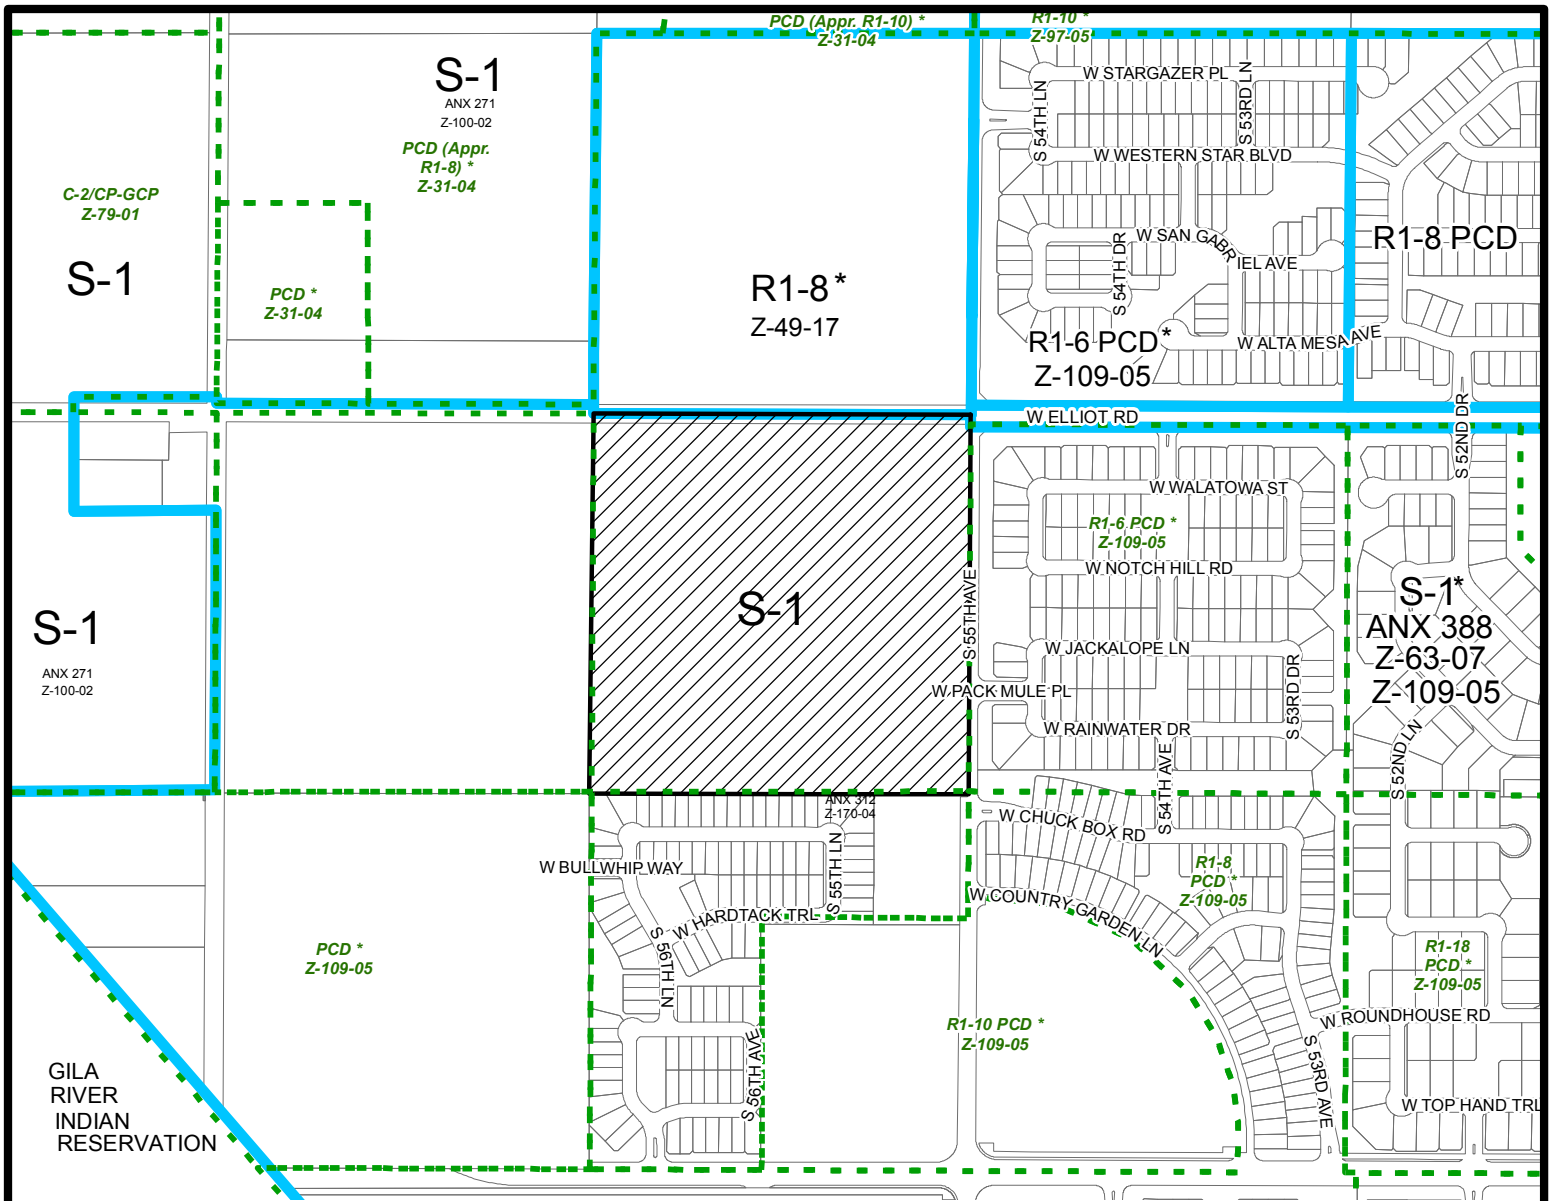 PCD (Appr. R1-10) *
Z-31-04
R1-10 *
Z-97-05
S-1
ANX 271
Z-100-02
PCD (Appr.
R1-8) *
Z-31-04
C-2/CP-GCP
Z-79-01
S-1
PCD *
Z-31-04
R1-8 *
Z-49-17
W STARGAZER PL
S 54TH LN
S 53RD LN
W WESTERN STAR BLVD
W SAN GABRIEL AVE
S 54TH DR
R1-8 PCD
R1-6 PCD *
Z-109-05
W ALTA MESA AVE
W ELLIOT RD
S 52ND DR
W WALATOWA ST
R1-6 PCD *
Z-109-05
W NOTCH HILL RD
S-1
S 55TH AVE
S-1*
ANX 388
Z-63-07
Z-109-05
S-1
ANX 271
Z-100-02
W JACKALOPE LN
W PACK MULE PL
S 53RD DR
W RAINWATER DR
S 54TH AVE
S 52ND LN
ANX 312
Z-170-04
W CHUCK BOX RD
W BULLWHIP WAY
S 55TH LN
R1-8
PCD *
Z-109-05
W COUNTRY GARDEN LN
W HARDTACK TRL
S 56TH LN
PCD *
Z-109-05
R1-18
PCD *
Z-109-05
R1-10 PCD *
Z-109-05
W ROUNDHOUSE RD
S 56TH AVE
S 53RD AVE
GILA
RIVER
INDIAN
RESERVATION
W TOP HAND TRL